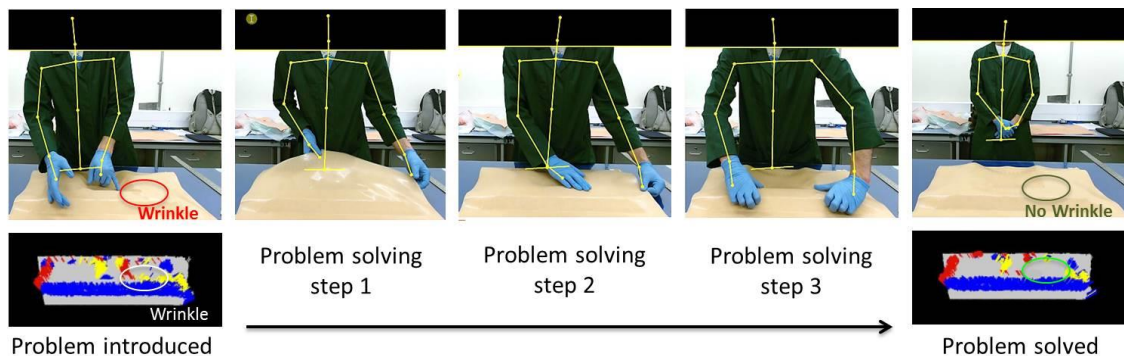 Wrinkle
No Wrinkle
Wrinkle
Problem solving
step 1
Problem solving
step 2
Problem solving
step 3
Problem introduced
Problem solved